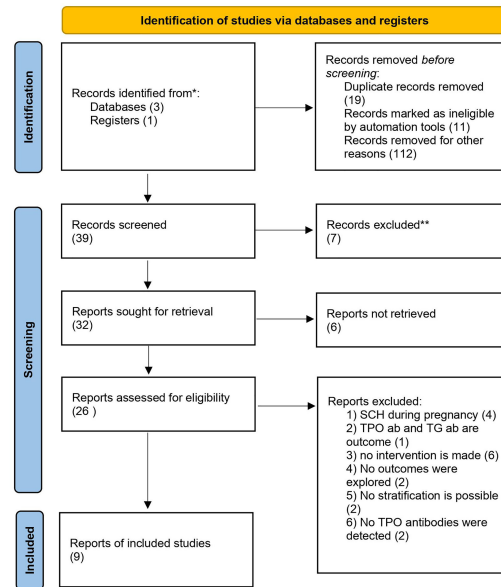 Identification of studies via databases and registers
Identification
Records identified from*:
Databases (3)
Registers (1)
Records removed before
screening:
Duplicate records removed
(19)
Records marked as ineligible
by automation tools (11)
Records removed for other
reasons (112)
Screening
Records screened
(39)
Records excluded**
(7)
Reports sought for retrieval
(32)
Reports not retrieved
(6)
Reports assessed for eligibility
(26 )
Reports excluded:
1) SCH during pregnancy (4)
2) TPO ab and TG ab are
outcome (1)
3) no intervention is made (6)
4) No outcomes were
explored (2)
5) No stratification is possible
(2)
6) No TPO antibodies were
detected (2)
Included
Reports of included studies
(9)